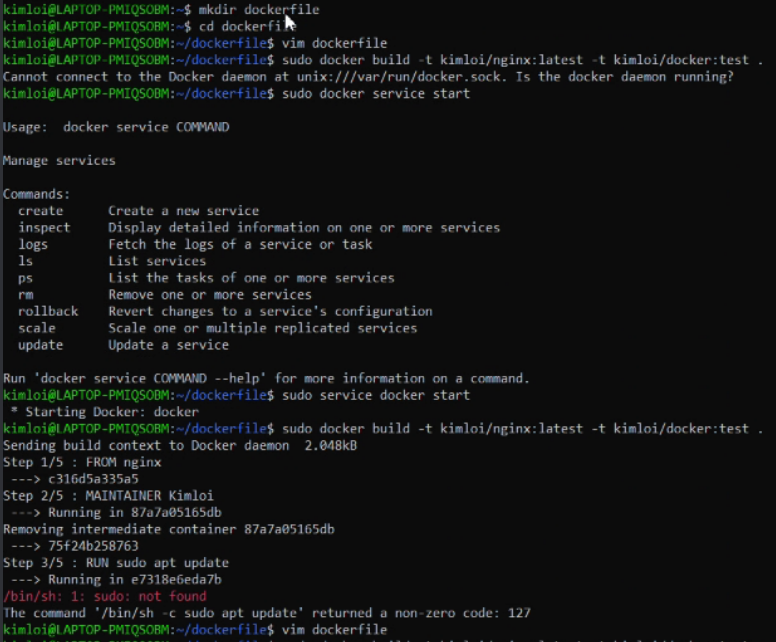 kimloi@LAPTOP-PMIQSOBM:~$ mkdir dockerfile
kimloi@LAPTOP-PMIQSOBM:~$ cd dockerfile
kimloi@LAPTOP-PMIQSOBM:~/dockerfile$ vim dockerfile
kimloi@LAPTOP-PMIQSOBM:~/dockerfile$ sudo docker build -t kimloi/nginx:latest -t kimloi/docker:test .
Cannot connect to the Docker daemon at unix:///var/run/docker.sock. Is the docker daemon running?
kimloi@LAPTOP-PMIQSOBM:~/dockerfile$ sudo docker service start
Usage:  docker service COMMAND
Manage services
Commands:
  create      Create a new service
  inspect     Display detailed information on one or more services
  logs        Fetch the logs of a service or task
  ls          List services
  ps          List the tasks of one or more services
  rm          Remove one or more services
  rollback    Revert changes to a service's configuration
  scale       Scale one or multiple replicated services
  update      Update a service
Run 'docker service COMMAND --help' for more information on a command.
kimloi@LAPTOP-PMIQSOBM:~/dockerfile$ sudo service docker start
 * Starting Docker: docker
kimloi@LAPTOP-PMIQSOBM:~/dockerfile$ sudo docker build -t kimloi/nginx:latest -t kimloi/docker:test .
Sending build context to Docker daemon  2.048kB
Step 1/5 : FROM nginx
 ---> c316d5a335a5
Step 2/5 : MAINTAINER Kimloi
 ---> Running in 87a7a05165db
Removing intermediate container 87a7a05165db
 ---> 75f24b258763
Step 3/5 : RUN sudo apt update
 ---> Running in e7318e6eda7b
/bin/sh: 1: sudo: not found
The command '/bin/sh -c sudo apt update' returned a non-zero code: 127
kimloi@LAPTOP-PMIQSOBM:~/dockerfile$ vim dockerfile